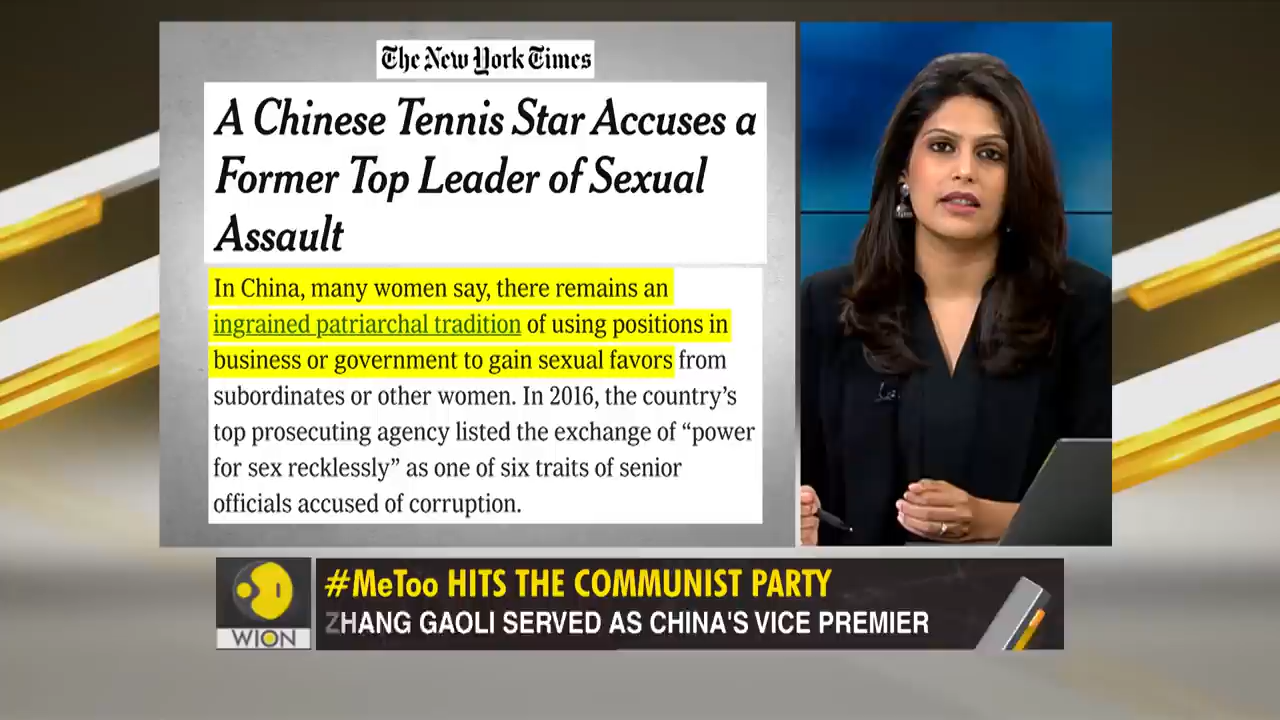 The New York Times
A Chinese Tennis Star Accuses a
Former Top Leader of Sexual
Assault
In China, many women say, there remains an
ingrained patriarchal tradition of using positions in
business or government to gain sexual favors from
subordinates or other women. In 2016, the country's
top prosecuting agency listed the exchange of “power
for sex recklessly” as one of six traits of senior
officials accused of corruption.
#MeToo HITS THE COMMUNIST PARTY
ZHANG GAOLI SERVED AS CHINA'S VICE PREMIER
WION